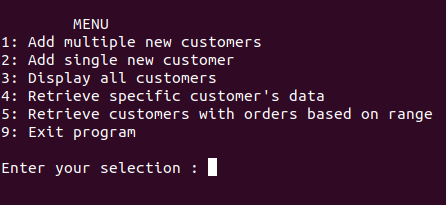 MENU
1: Add multiple new customers
2: Add single new customer
3: Display all customers
4: Retrieve specific customer's data
5: Retrieve customers with orders based on range
9: Exit program
Enter your selection :